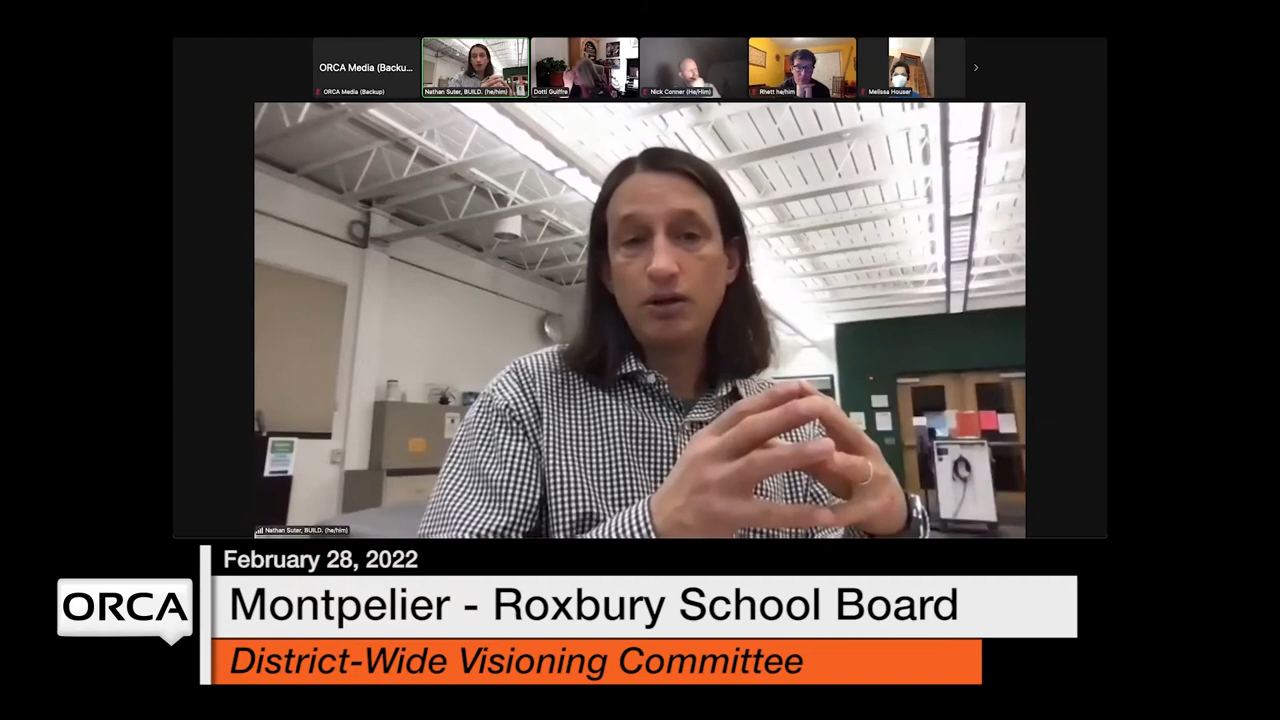 ORCA Media (Backu...
ORCA Media (Backup)
Nathan Suter, BUILD. (he/him)
Dotti Guiffre
Nick Conner (He/Him)
Rhett he/him
Melissa Houser
Nathan Suter, BUILD. (he/him)
February 28, 2022
ORCA
Montpelier - Roxbury School Board
District-Wide Visioning Committee